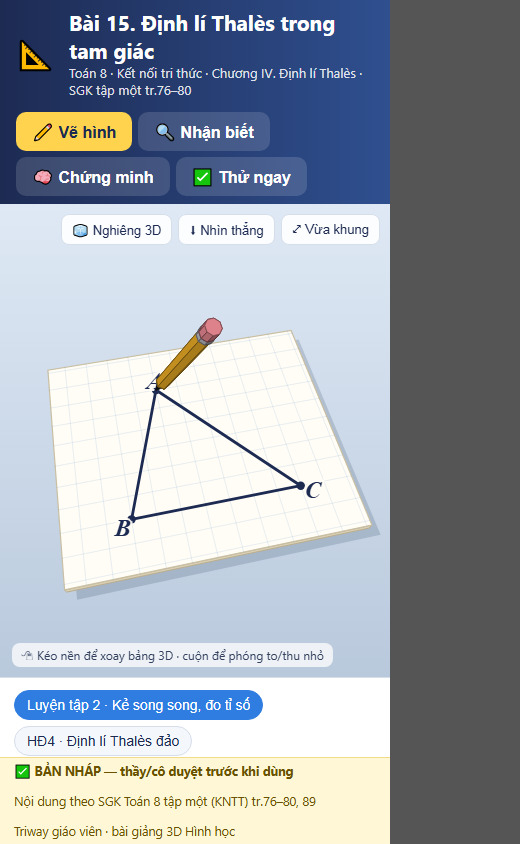 Bài 15. Định lí Thalès trong
tam giác
Toán 8 · Kết nối tri thức · Chương IV. Định lí Thalès ·
SGK tập một tr.76–80
Vẽ hình
Nhận biết
Chứng minh
Thử ngay
Nghiêng 3D
Nhìn thẳng
Vừa khung
A
B
C
Kéo nền để xoay bảng 3D · cuộn để phóng to/thu nhỏ
Luyện tập 2 · Kẻ song song, đo tỉ số
HĐ4 · Định lí Thalès đảo
BẢN NHÁP — thầy/cô duyệt trước khi dùng
Nội dung theo SGK Toán 8 tập một (KNTT) tr.76–80, 89
Triway giáo viên · bài giảng 3D Hình học